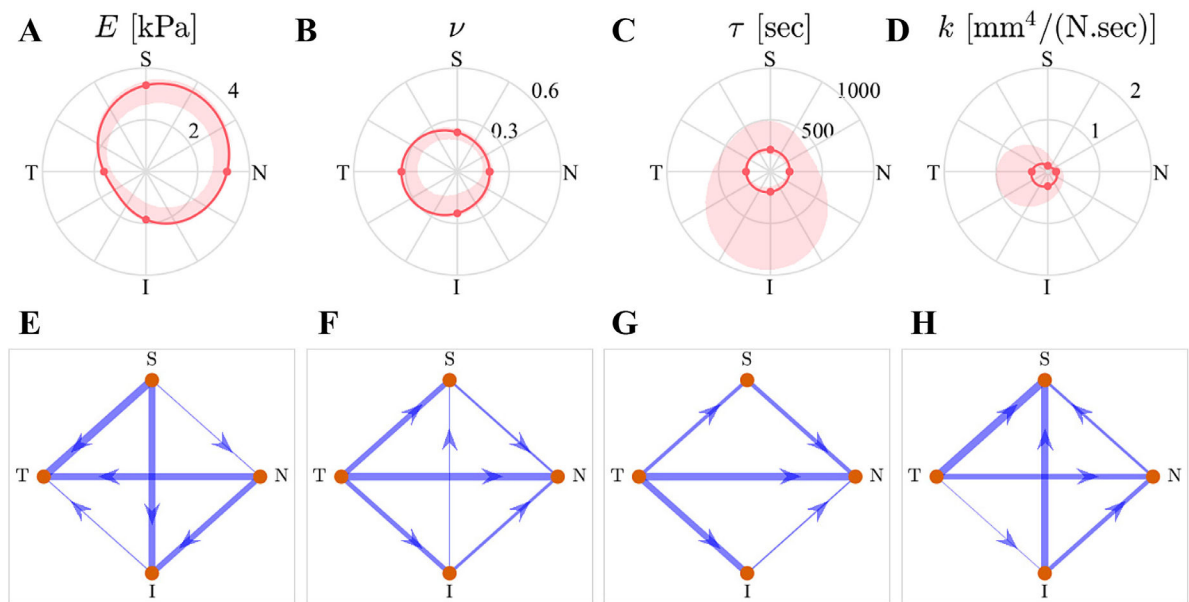 A E [kPa] B ν C τ [sec] D k [mm⁴/(N.sec)]
S S S S
4 0.6 1000 2
2 0.3 500 1
T N T N T N T N
I I I I
E F G H
S S S S
T N T N T N T N
I I I I